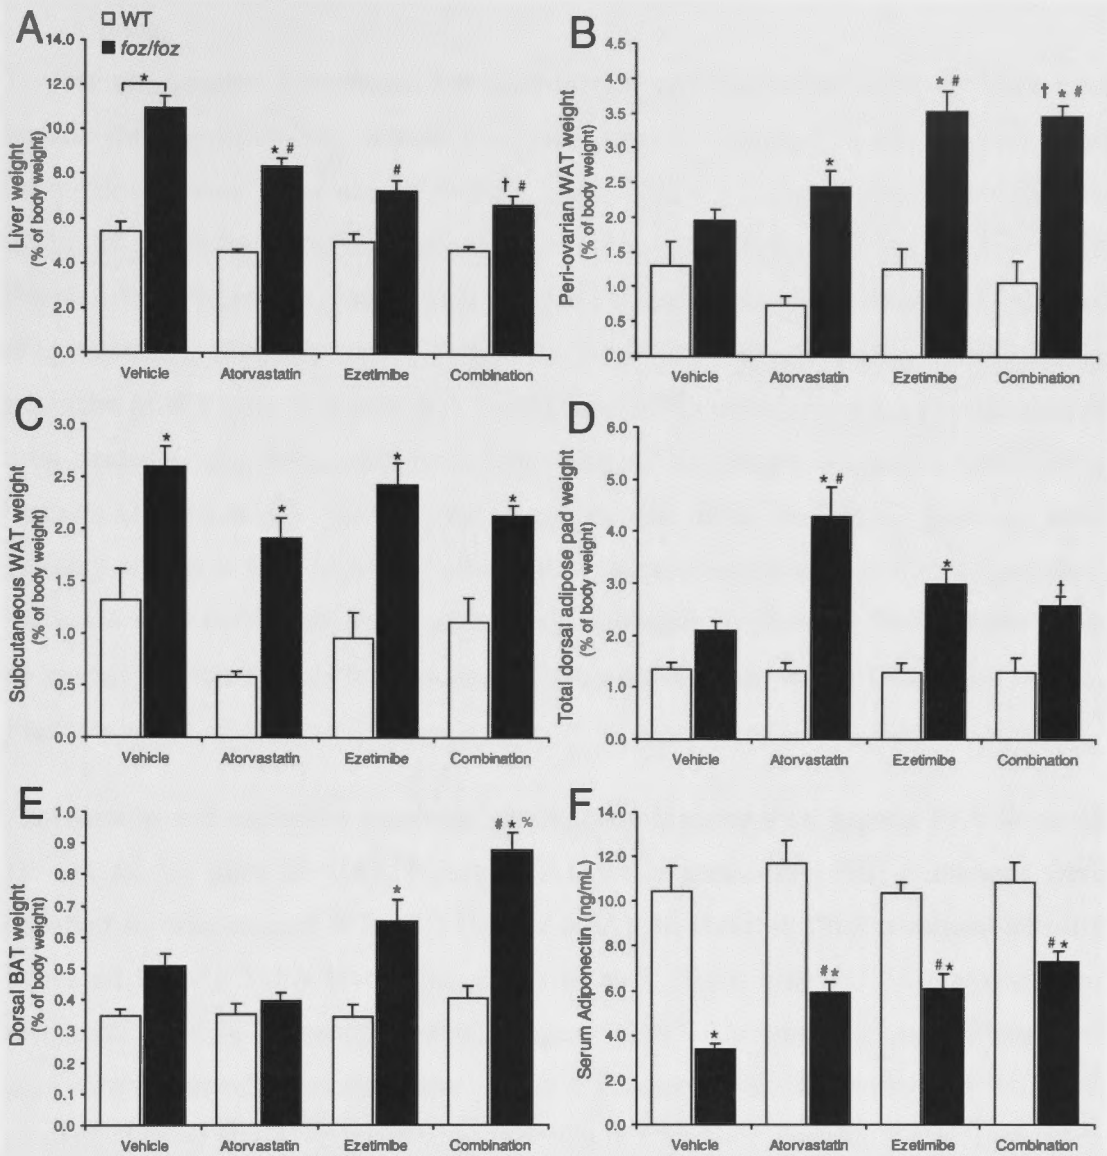 A
WT
foz/foz
Liver weight
(% of body weight)
14.0
12.0
10.0
8.0
6.0
4.0
2.0
0.0
*
* #
#
† #
Vehicle
Atorvastatin
Ezetimibe
Combination
B
Peri-ovarian WAT weight
(% of body weight)
4.5
4.0
3.5
3.0
2.5
2.0
1.5
1.0
0.5
0.0
*
* #
† * #
Vehicle
Atorvastatin
Ezetimibe
Combination
C
Subcutaneous WAT weight
(% of body weight)
3.0
2.5
2.0
1.5
1.0
0.5
0.0
*
*
*
*
Vehicle
Atorvastatin
Ezetimibe
Combination
D
Total dorsal adipose pad weight
(% of body weight)
6.0
5.0
4.0
3.0
2.0
1.0
0.0
* #
*
†
Vehicle
Atorvastatin
Ezetimibe
Combination
E
Dorsal BAT weight
(% of body weight)
1.0
0.9
0.8
0.7
0.6
0.5
0.4
0.3
0.2
0.1
0.0
*
# * %
Vehicle
Atorvastatin
Ezetimibe
Combination
F
Serum Adiponectin (ng/mL)
14.0
12.0
10.0
8.0
6.0
4.0
2.0
0.0
*
# *
# *
# *
Vehicle
Atorvastatin
Ezetimibe
Combination